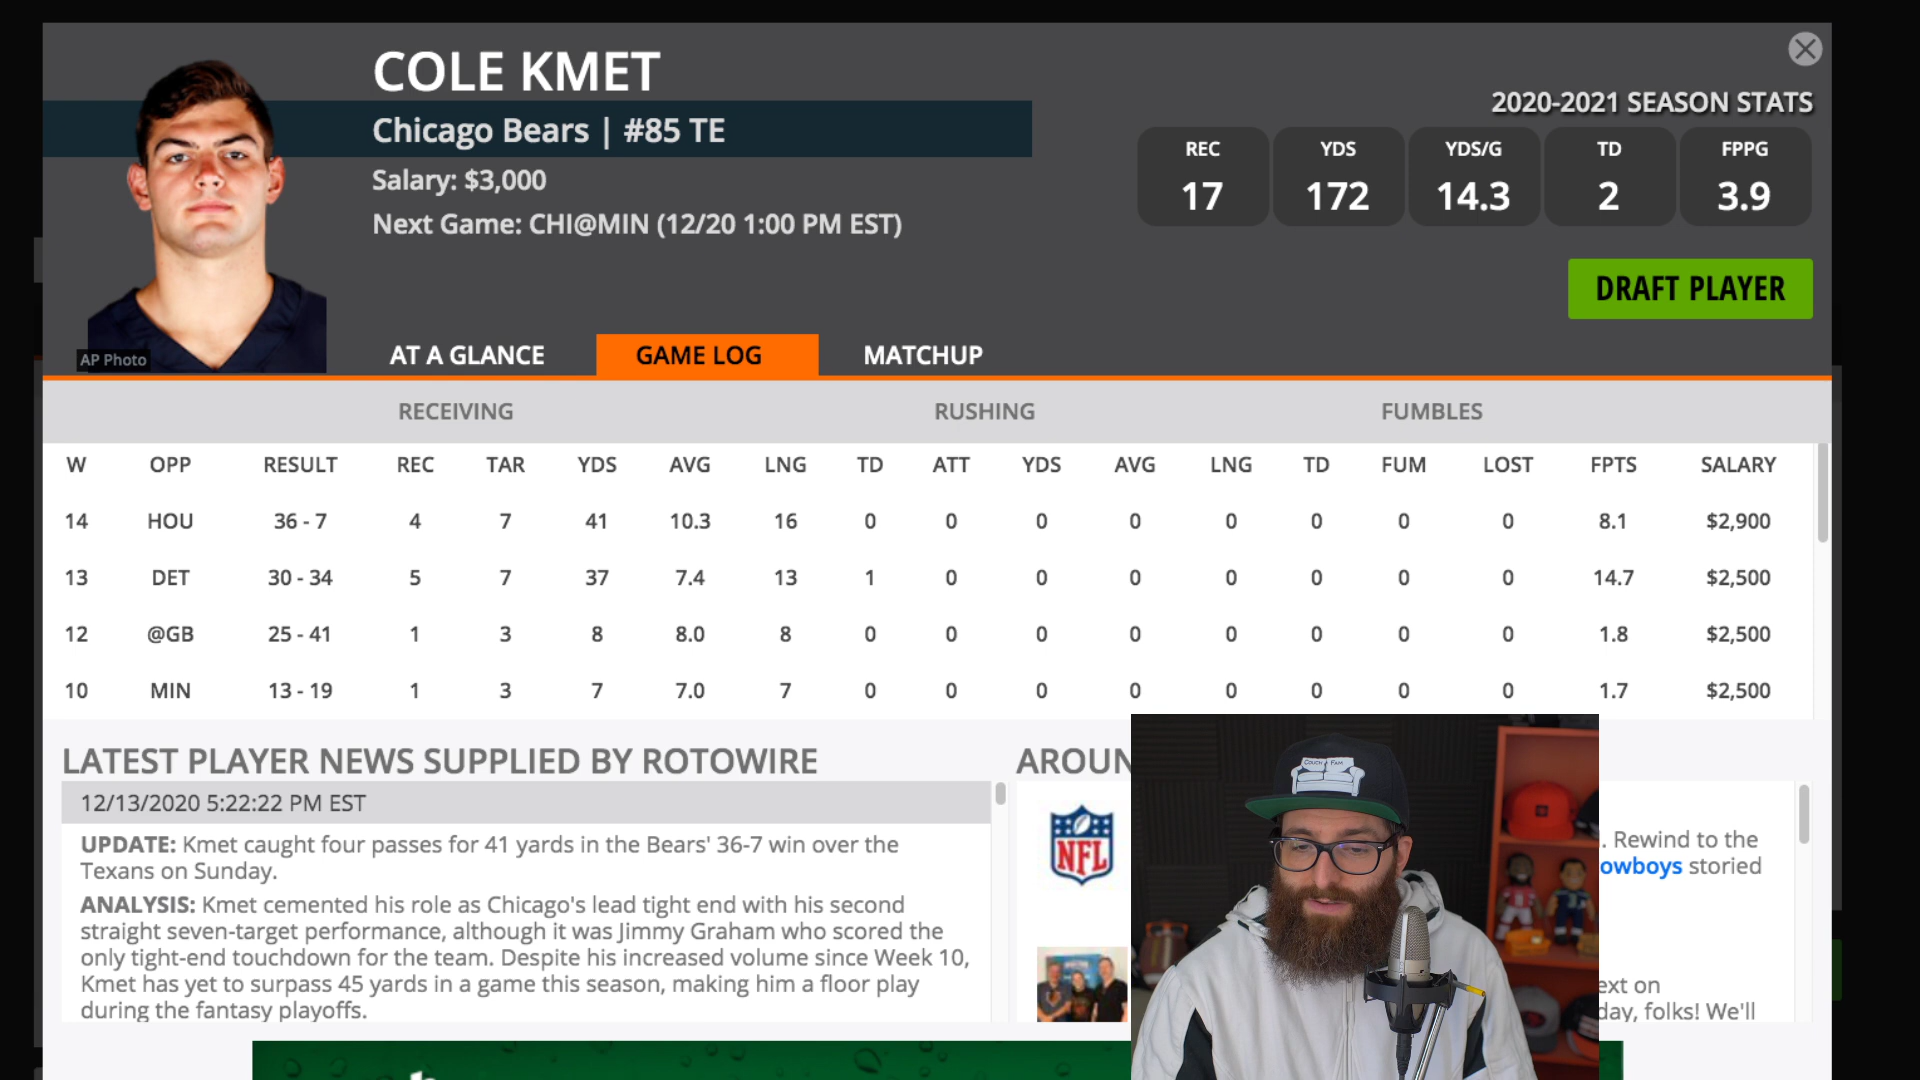 COLE KMET
Chicago Bears | #85 TE
Salary: $3,000
Next Game: CHI@MIN (12/20 1:00 PM EST)
AP Photo
2020-2021 SEASON STATS
REC YDS YDS/G TD FPPG
17 172 14.3 2 3.9
DRAFT PLAYER
AT A GLANCE GAME LOG MATCHUP
RECEIVING RUSHING FUMBLES
W OPP RESULT REC TAR YDS AVG LNG TD ATT YDS AVG LNG TD FUM LOST FPTS SALARY
14 HOU 36 - 7 4 7 41 10.3 16 0 0 0 0 0 0 0 0 8.1 $2,900
13 DET 30 - 34 5 7 37 7.4 13 1 0 0 0 0 0 0 0 14.7 $2,500
12 @GB 25 - 41 1 3 8 8.0 8 0 0 0 0 0 0 0 0 1.8 $2,500
10 MIN 13 - 19 1 3 7 7.0 7 0 0 0 0 0 0 0 0 1.7 $2,500
LATEST PLAYER NEWS SUPPLIED BY ROTOWIRE
12/13/2020 5:22:22 PM EST
UPDATE: Kmet caught four passes for 41 yards in the Bears' 36-7 win over the
Texans on Sunday.
ANALYSIS: Kmet cemented his role as Chicago's lead tight end with his second
straight seven-target performance, although it was Jimmy Graham who scored the
only tight-end touchdown for the team. Despite his increased volume since Week 10,
Kmet has yet to surpass 45 yards in a game this season, making him a floor play
during the fantasy playoffs.
AROUN
NFL
. Rewind to the
owboys storied
ext on
day, folks! We'll
COUCH FAM